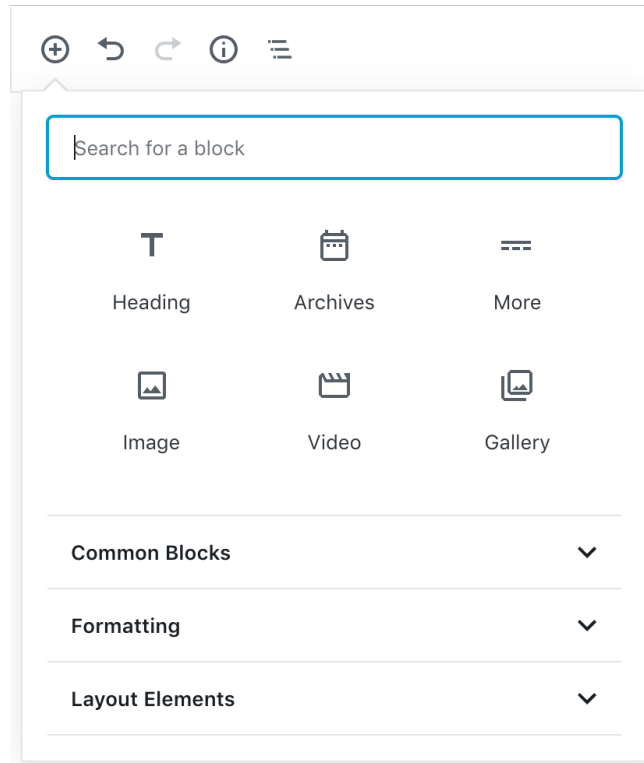 Search for a block
Heading Archives More
Image Video Gallery
Common Blocks
Formatting
Layout Elements